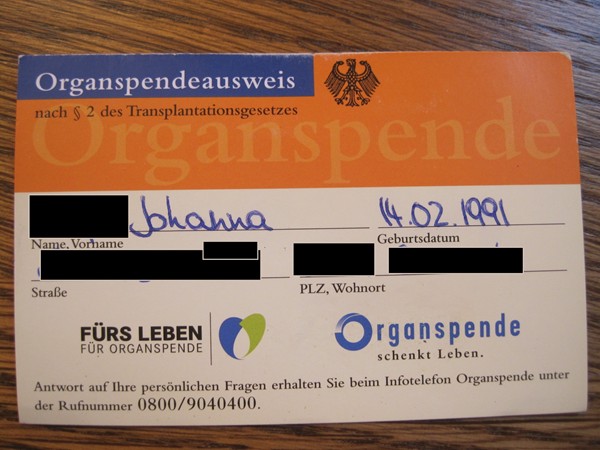 Organspendeausweis
nach § 2 des Transplantationsgesetzes
Organspende
Johanna 14.02.1991
Name, Vorname Geburtsdatum
Straße PLZ, Wohnort
FÜRS LEBEN
FÜR ORGANSPENDE
Organspende
schenkt Leben.
Antwort auf Ihre persönlichen Fragen erhalten Sie beim Infotelefon Organspende unter
der Rufnummer 0800/9040400.